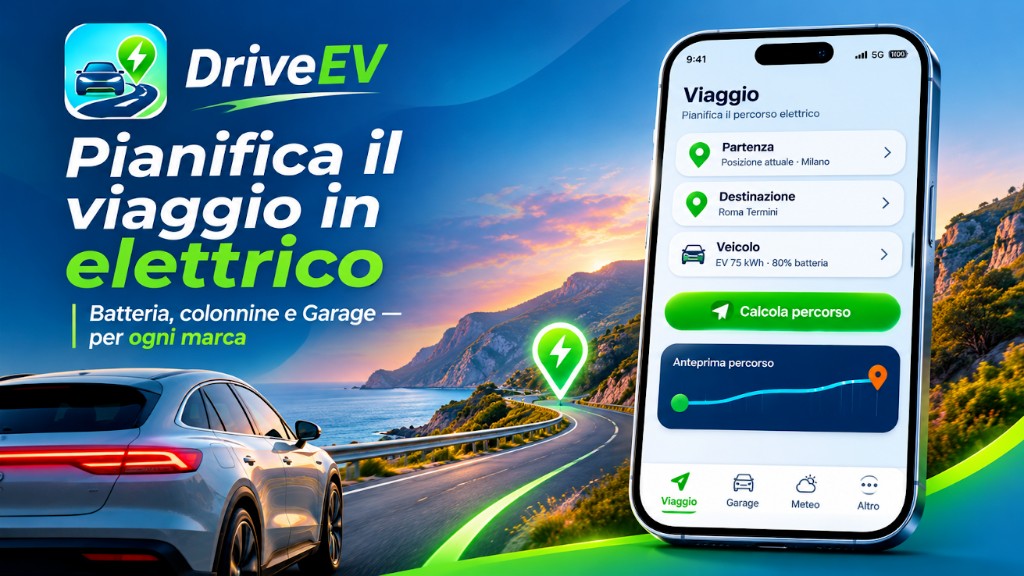 DriveEV
Pianifica il
viaggio in
elettrico
Batteria, colonnine e Garage —
per ogni marca
9:41
5G 100
Viaggio
Pianifica il percorso elettrico
Partenza
Posizione attuale · Milano
Destinazione
Roma Termini
Veicolo
EV 75 kWh · 80% batteria
Calcola percorso
Anteprima percorso
Viaggio
Garage
Meteo
Altro